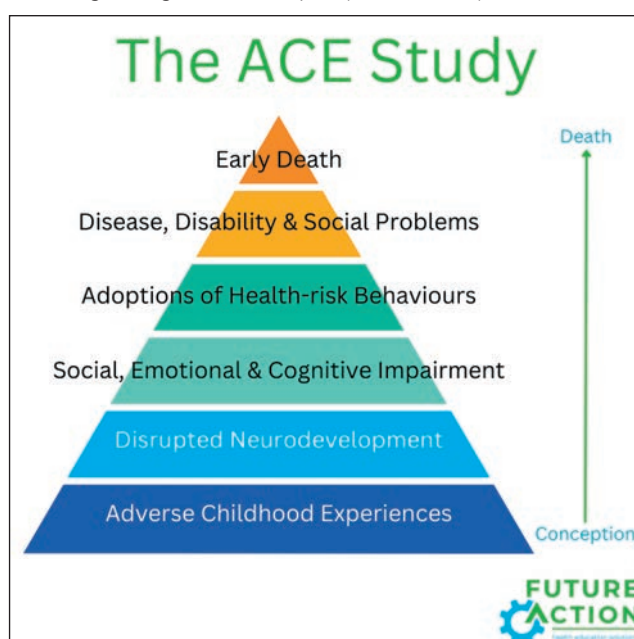 The ACE Study
Early Death
Disease, Disability & Social Problems
Adoptions of Health-risk Behaviours
Social, Emotional & Cognitive Impairment
Disrupted Neurodevelopment
Adverse Childhood Experiences
Death
Conception
FUTURE
ACTION